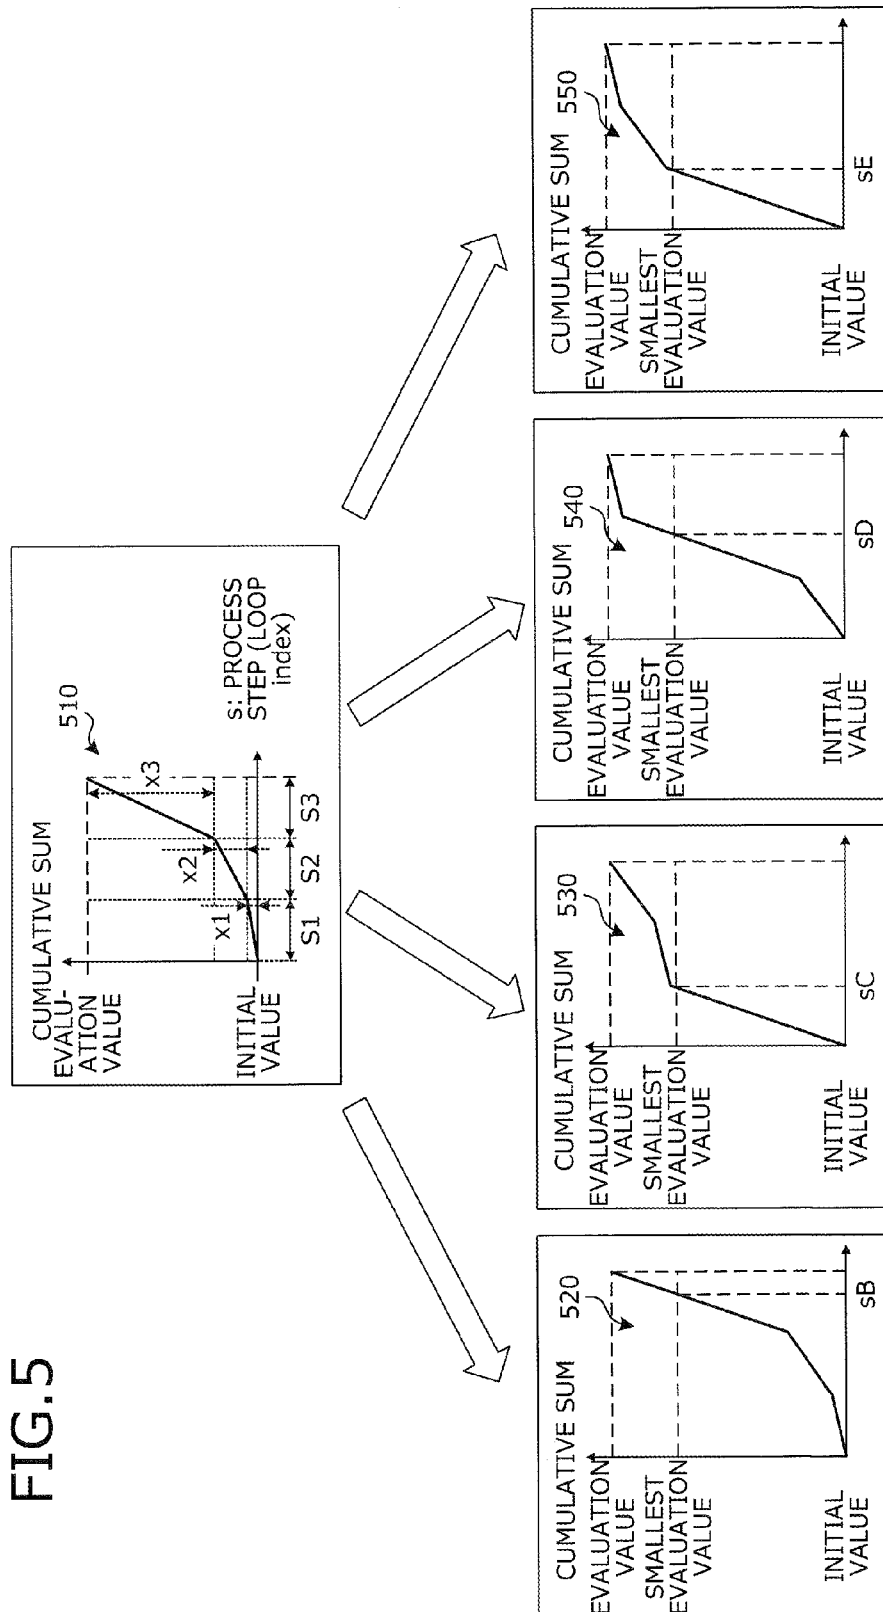 FIG.5
CUMULATIVE SUM
EVALU-
ATION
VALUE
INITIAL
VALUE
510
x1
x2
x3
S1
S2
S3
s: PROCESS
STEP (LOOP
index)
CUMULATIVE SUM
EVALUATION
VALUE
SMALLEST
EVALUATION
VALUE
INITIAL
VALUE
520
sB
CUMULATIVE SUM
EVALUATION
VALUE
SMALLEST
EVALUATION
VALUE
INITIAL
VALUE
530
sC
CUMULATIVE SUM
EVALUATION
VALUE
SMALLEST
EVALUATION
VALUE
INITIAL
VALUE
540
sD
CUMULATIVE SUM
EVALUATION
VALUE
SMALLEST
EVALUATION
VALUE
INITIAL
VALUE
550
sE